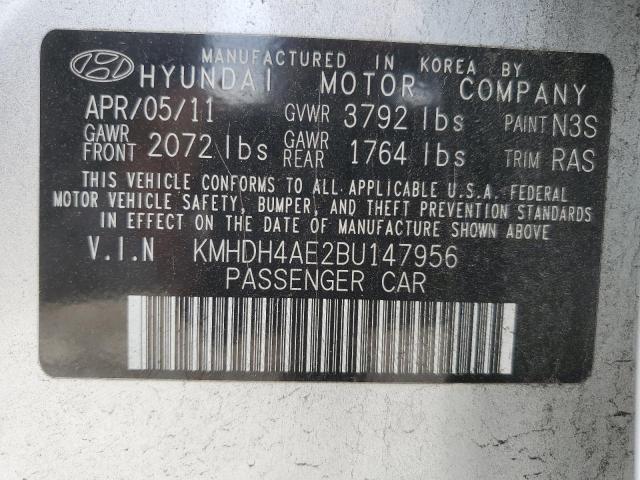 MANUFACTURED IN KOREA BY
HYUNDAI MOTOR COMPANY
APR/05/11 GVWR 3792 lbs PAINT N3S
GAWR FRONT 2072 lbs GAWR REAR 1764 lbs TRIM RAS
THIS VEHICLE CONFORMS TO ALL APPLICABLE U.S.A. FEDERAL
MOTOR VEHICLE SAFETY, BUMPER, AND THEFT PREVENTION STANDARDS
IN EFFECT ON THE DATE OF MANUFACTURE SHOWN ABOVE
V.I.N KMHDH4AE2BU147956
PASSENGER CAR